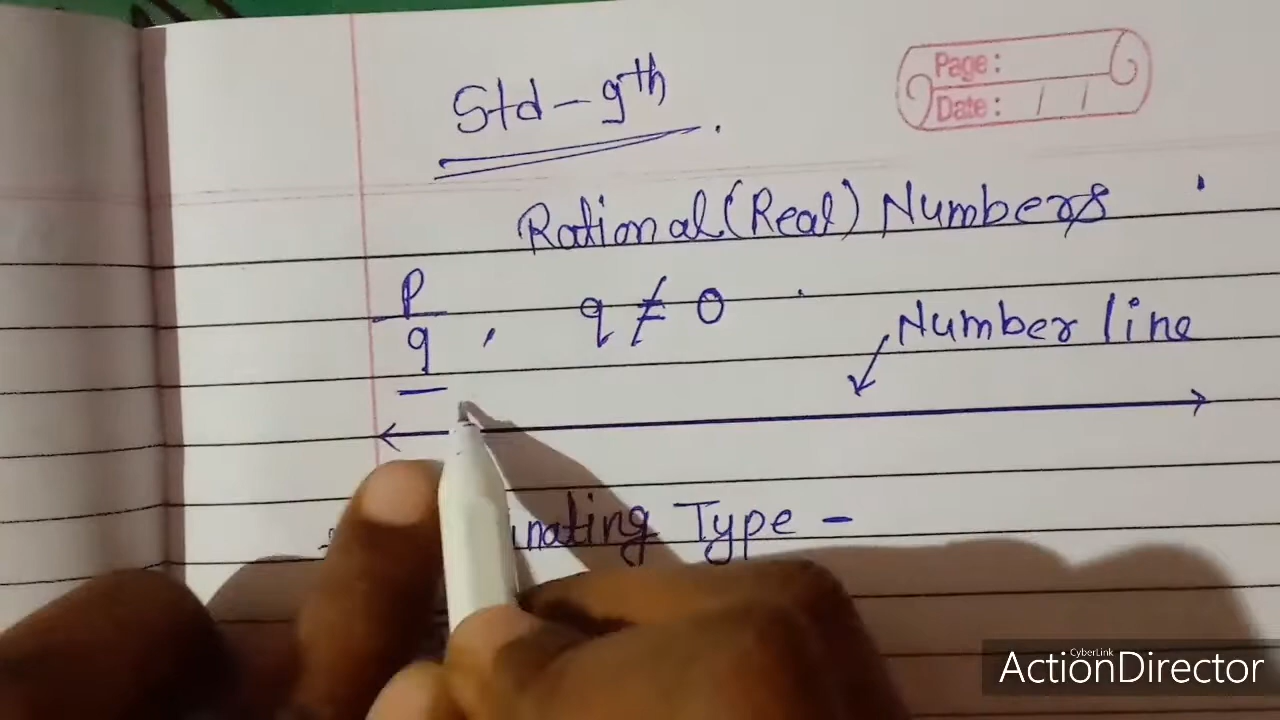 Page:
Date: / /
Std - 9th
Rational (Real) Numbers
P
q , q ≠ 0
Number line
Type -
CyberLink
ActionDirector